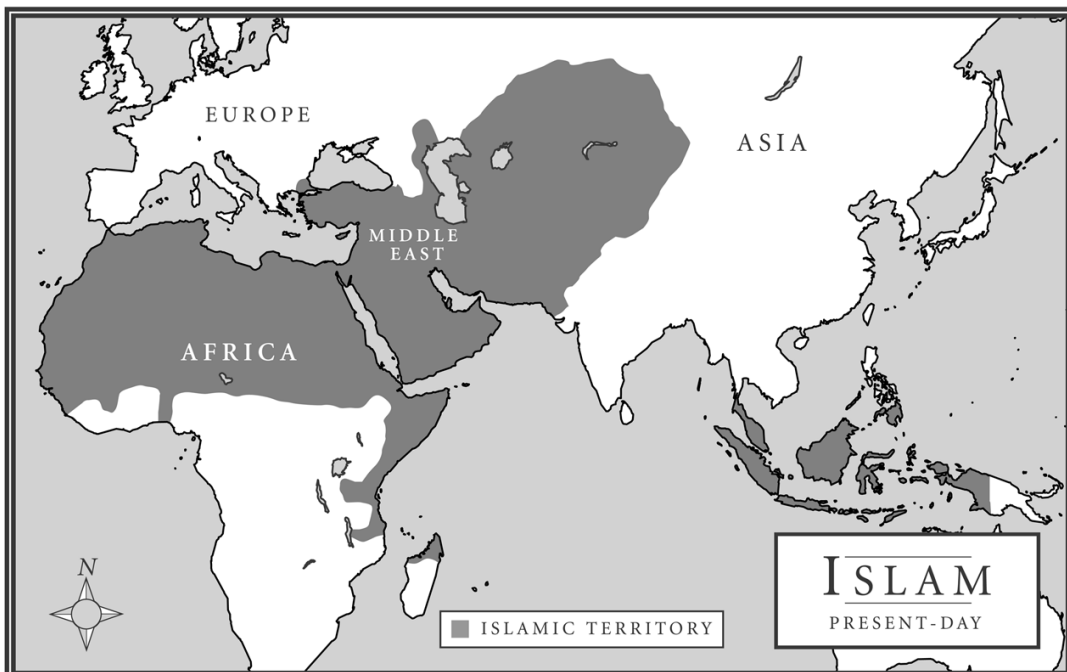 EUROPE
ASIA
MIDDLE
EAST
AFRICA
N
ISLAMIC TERRITORY
ISLAM
PRESENT-DAY